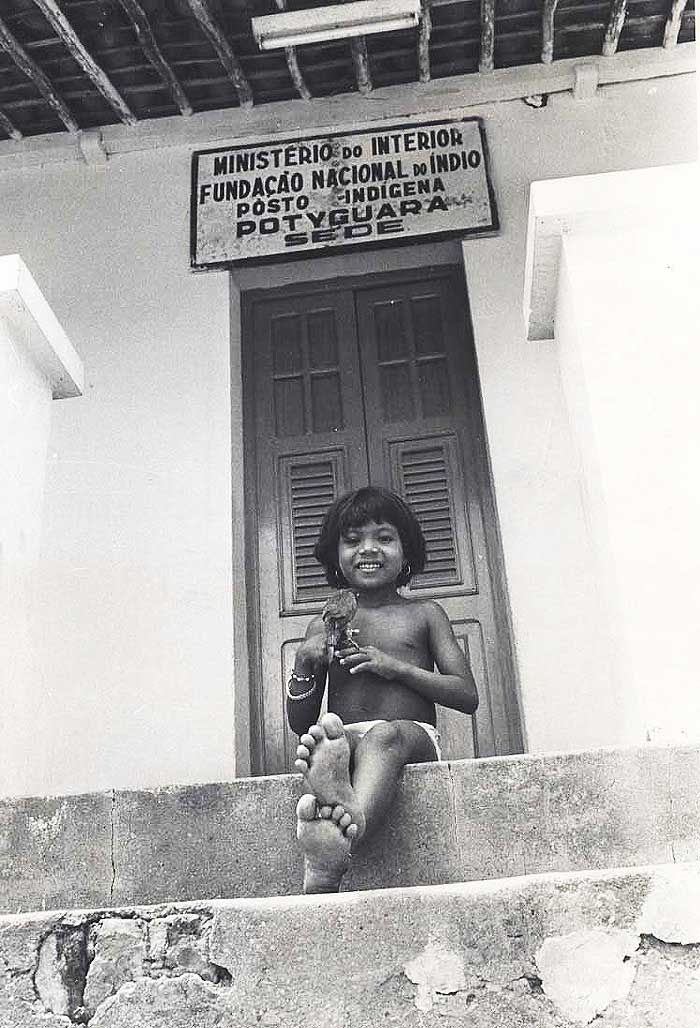 MINISTÉRIO DO INTERIOR
FUNDAÇÃO NACIONAL DO ÍNDIO
PÔSTO INDÍGENA
POTYGUARA
SEDE